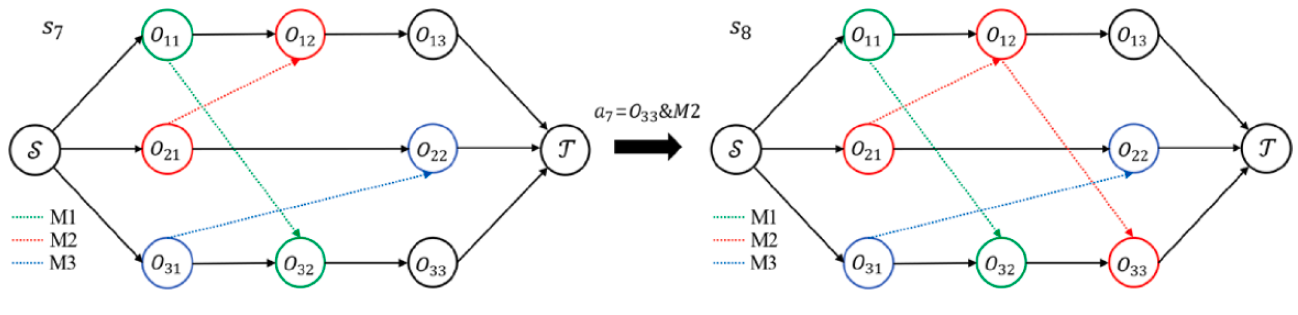 s₇
O₁₁
O₁₂
O₁₃
S
O₂₁
O₂₂
T
M1
M2
M3
O₃₁
O₃₂
O₃₃
a₇=O₃₃&M2
s₈
O₁₁
O₁₂
O₁₃
S
O₂₁
O₂₂
T
M1
M2
M3
O₃₁
O₃₂
O₃₃